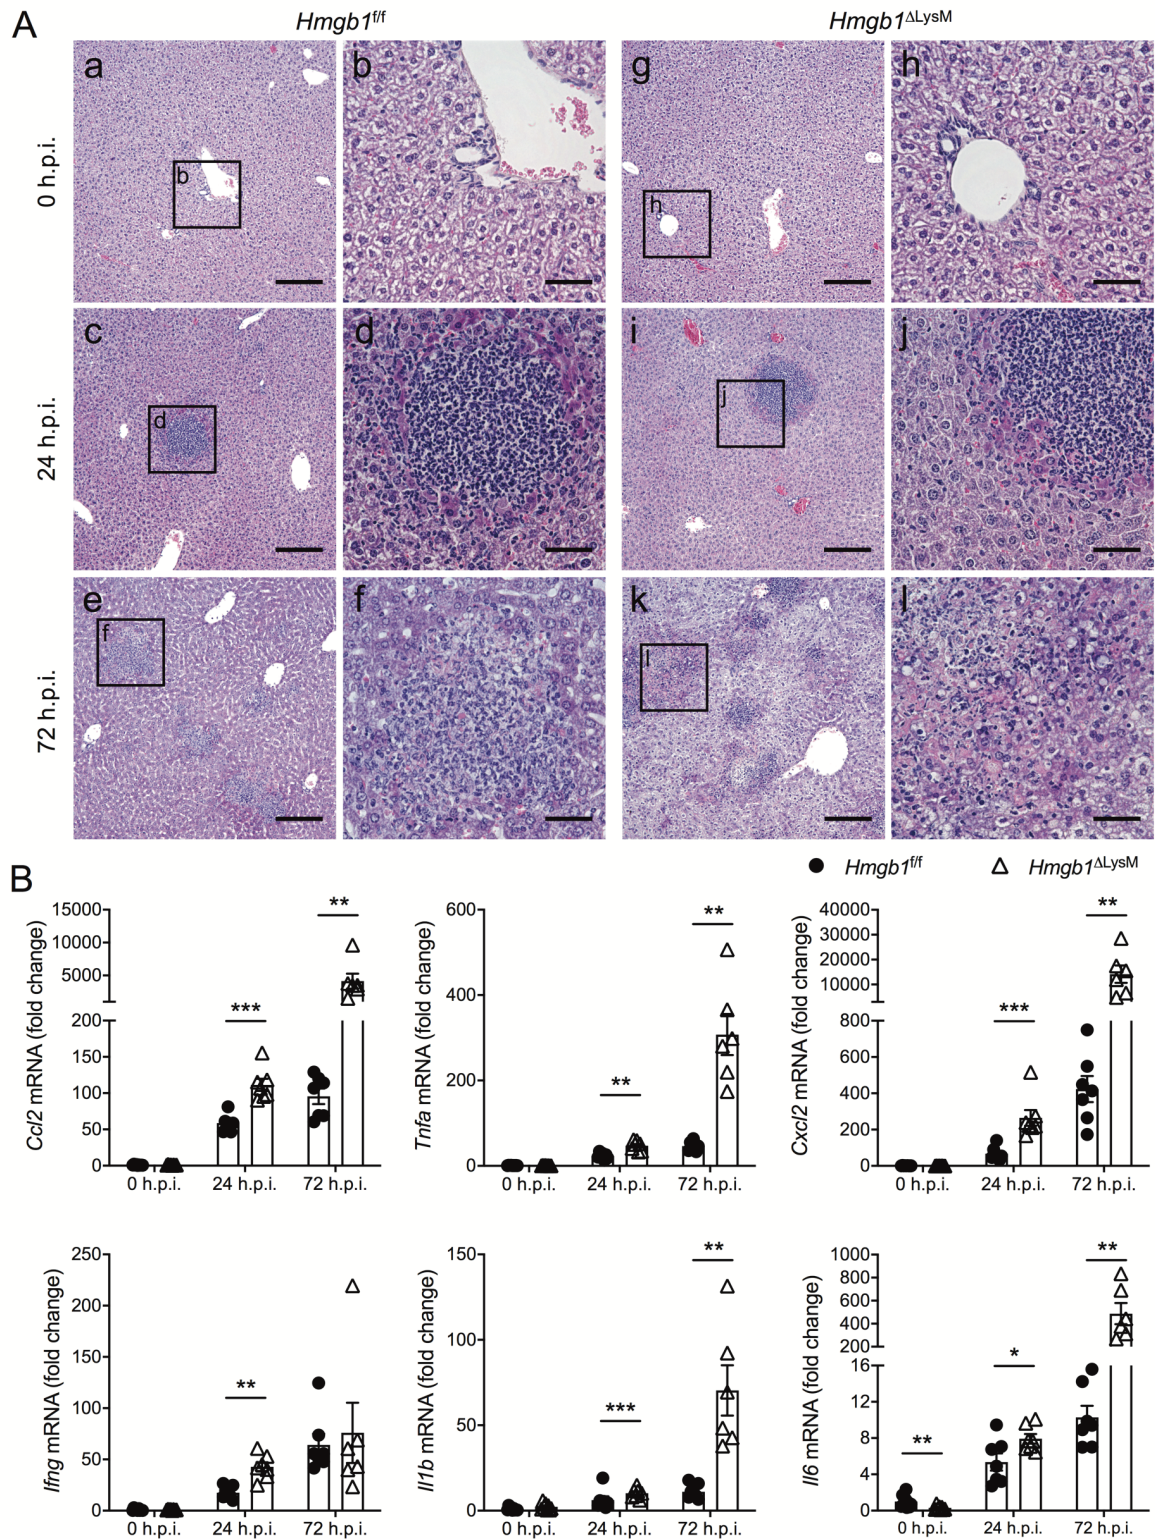 A
Hmgb1f/f
Hmgb1ΔLysM
0 h.p.i.
a
b
b
g
h
h
24 h.p.i.
c
d
d
i
j
j
72 h.p.i.
e
f
f
k
l
l
B
Hmgb1f/f
Hmgb1ΔLysM
Ccl2 mRNA (fold change)
15000
10000
5000
200
150
100
50
0
***
**
0 h.p.i.
24 h.p.i.
72 h.p.i.
Tnfa mRNA (fold change)
600
400
200
0
**
**
0 h.p.i.
24 h.p.i.
72 h.p.i.
Cxcl2 mRNA (fold change)
40000
30000
20000
10000
800
600
400
200
0
***
**
0 h.p.i.
24 h.p.i.
72 h.p.i.
Ifng mRNA (fold change)
250
200
150
100
50
0
**
0 h.p.i.
24 h.p.i.
72 h.p.i.
Il1b mRNA (fold change)
150
100
50
0
***
**
0 h.p.i.
24 h.p.i.
72 h.p.i.
Il6 mRNA (fold change)
1000
800
600
400
200
16
12
8
4
0
**
*
**
0 h.p.i.
24 h.p.i.
72 h.p.i.